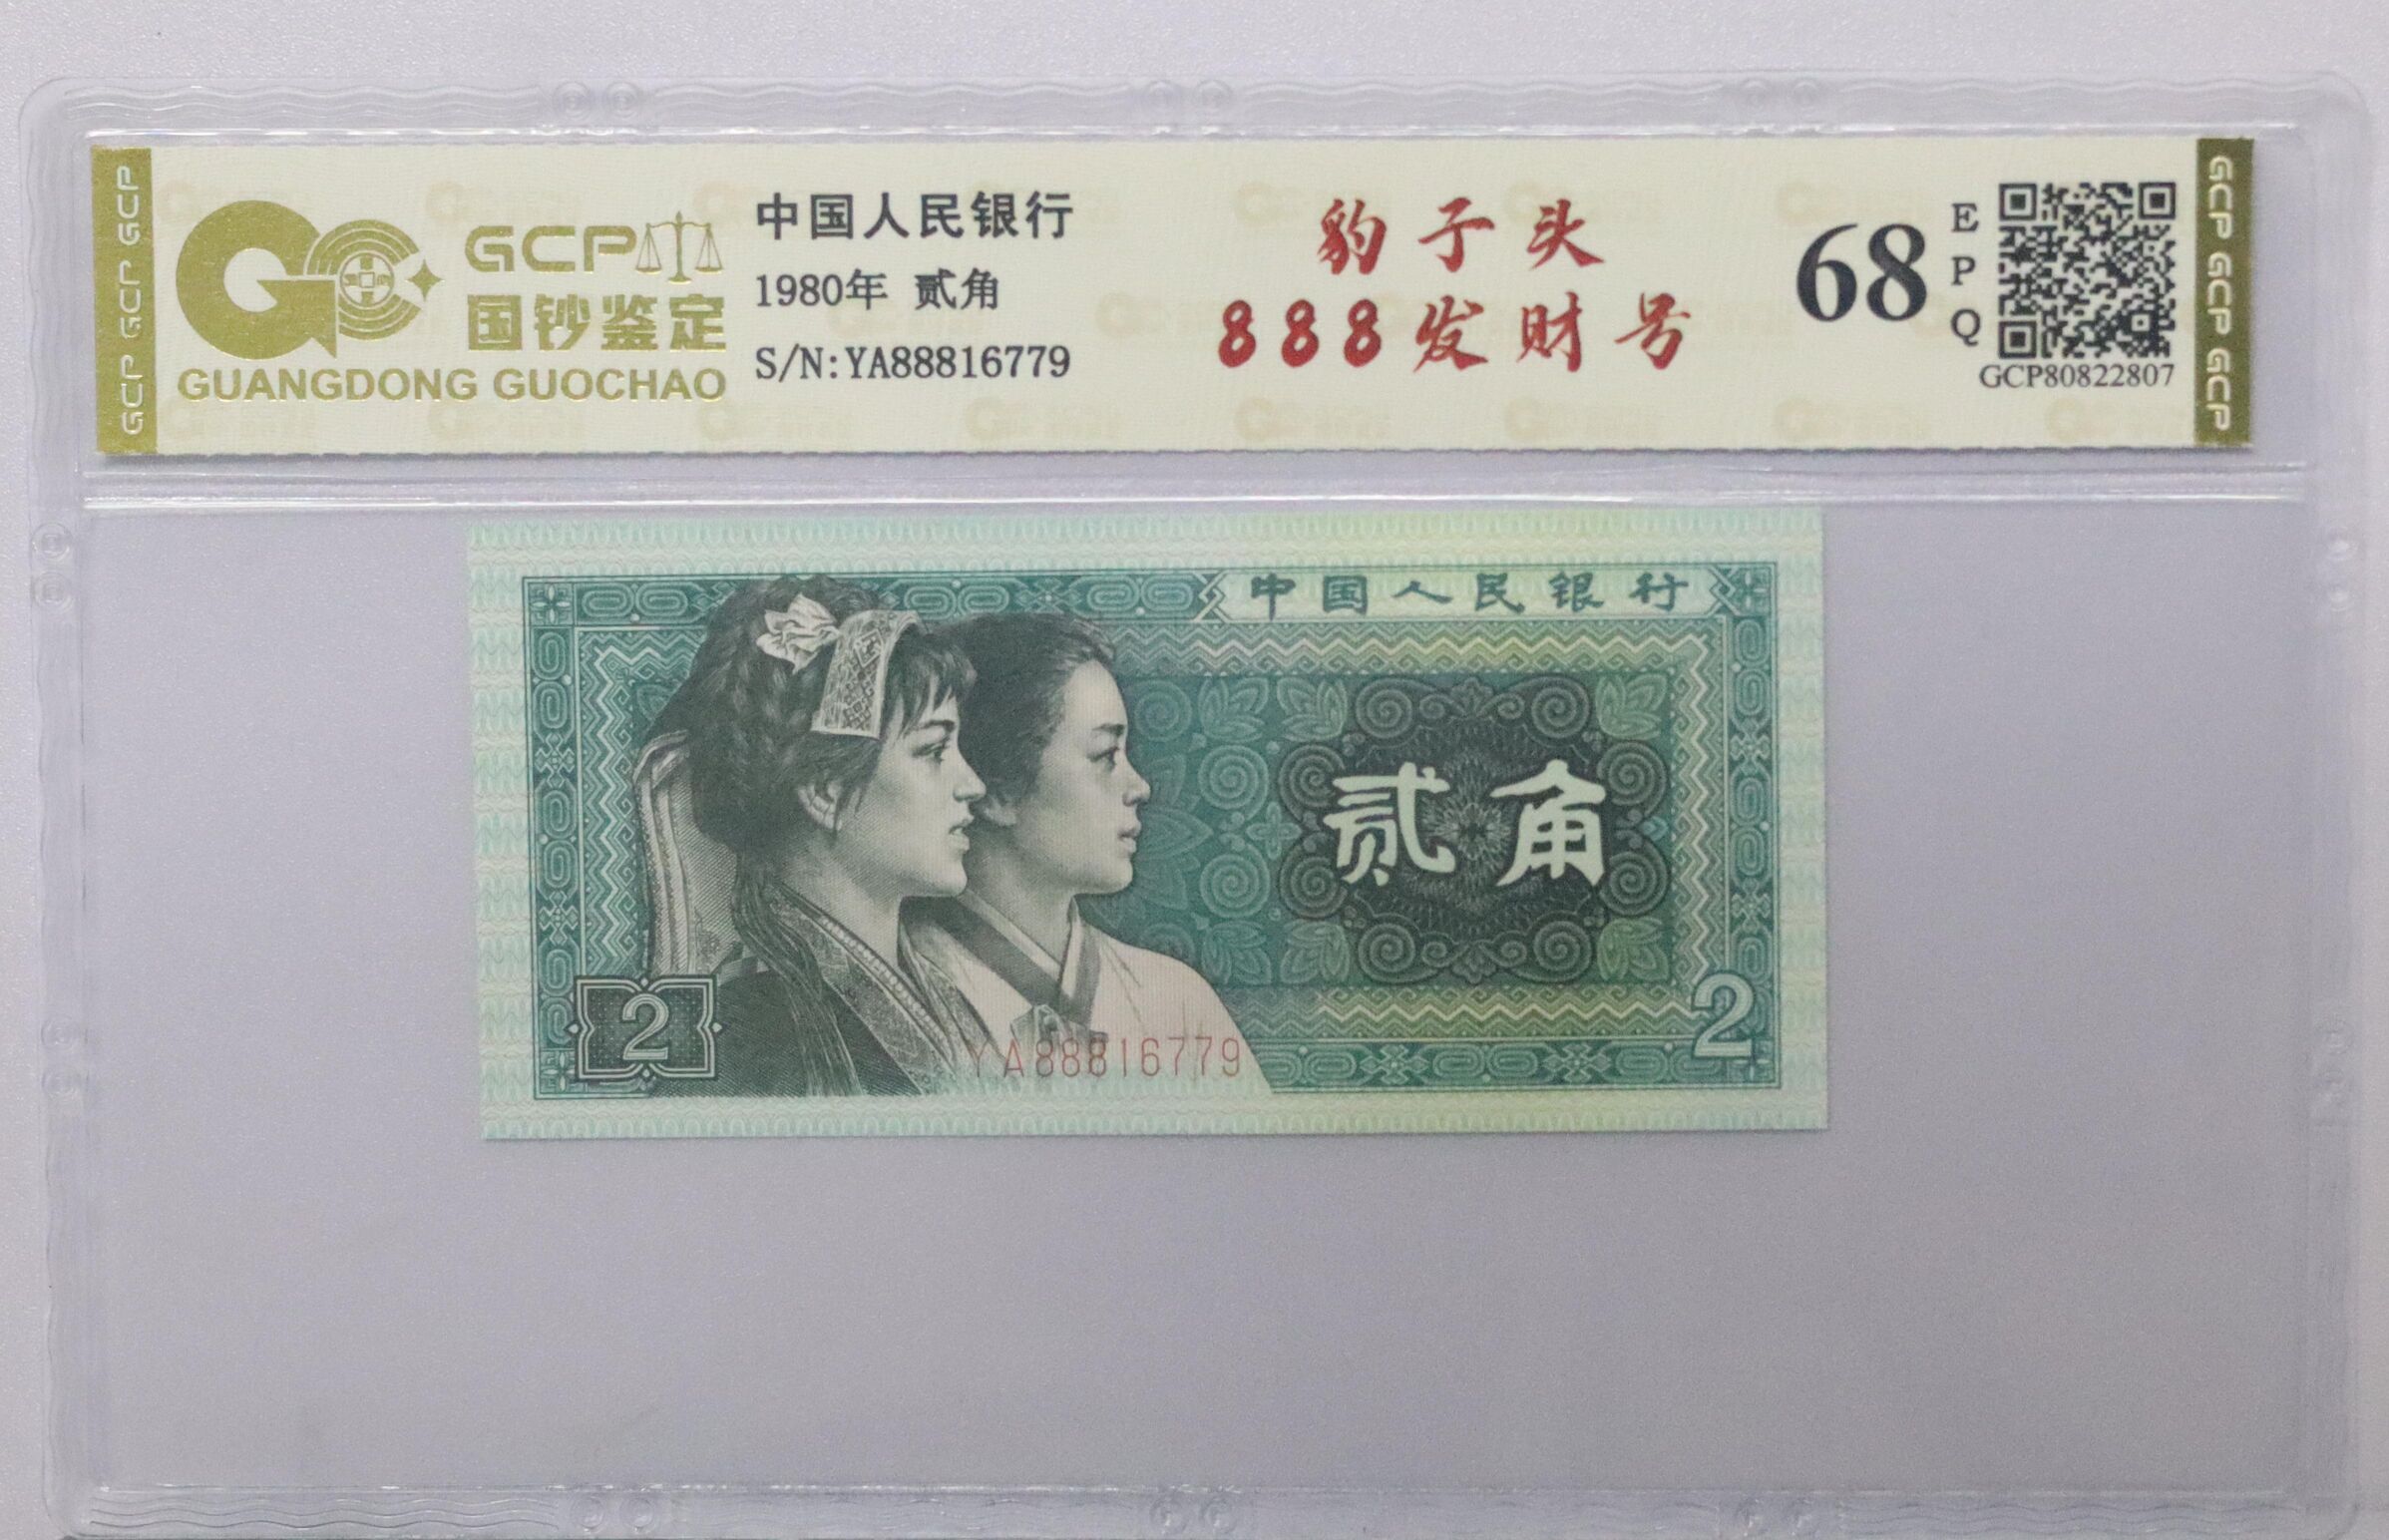 GCP GCP GCP
GCP
国钞鉴定
GUANGDONG GUOCHAO
中国人民银行
1980年 贰角
S/N:YA88816779
豹子头
888发财号
68
E
P
Q
GCP80822807
GCP GCP GCP
中国人民银行
贰角
2
YA88816779
2